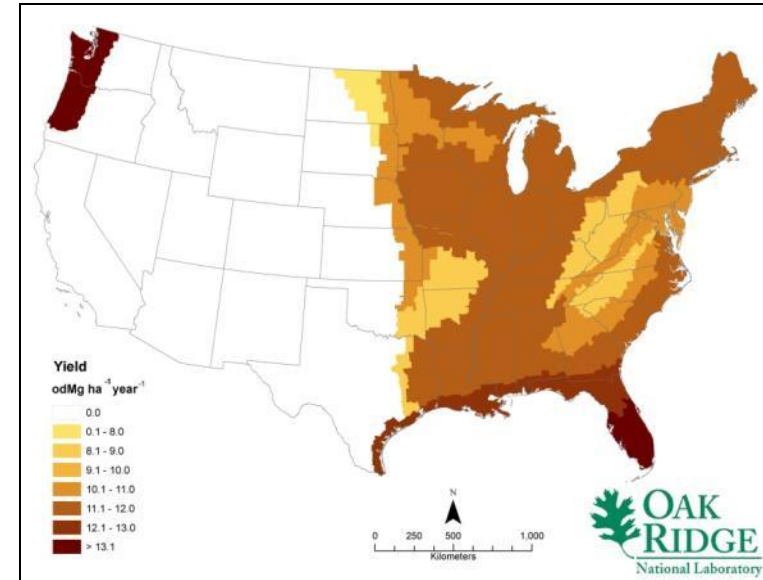 Yield
odMg ha⁻¹ year⁻¹
0.0
0.1 - 8.0
8.1 - 9.0
9.1 - 10.0
10.1 - 11.0
11.1 - 12.0
12.1 - 13.0
> 13.1
N
0 250 500 1,000
Kilometers
OAK
RIDGE
National Laboratory